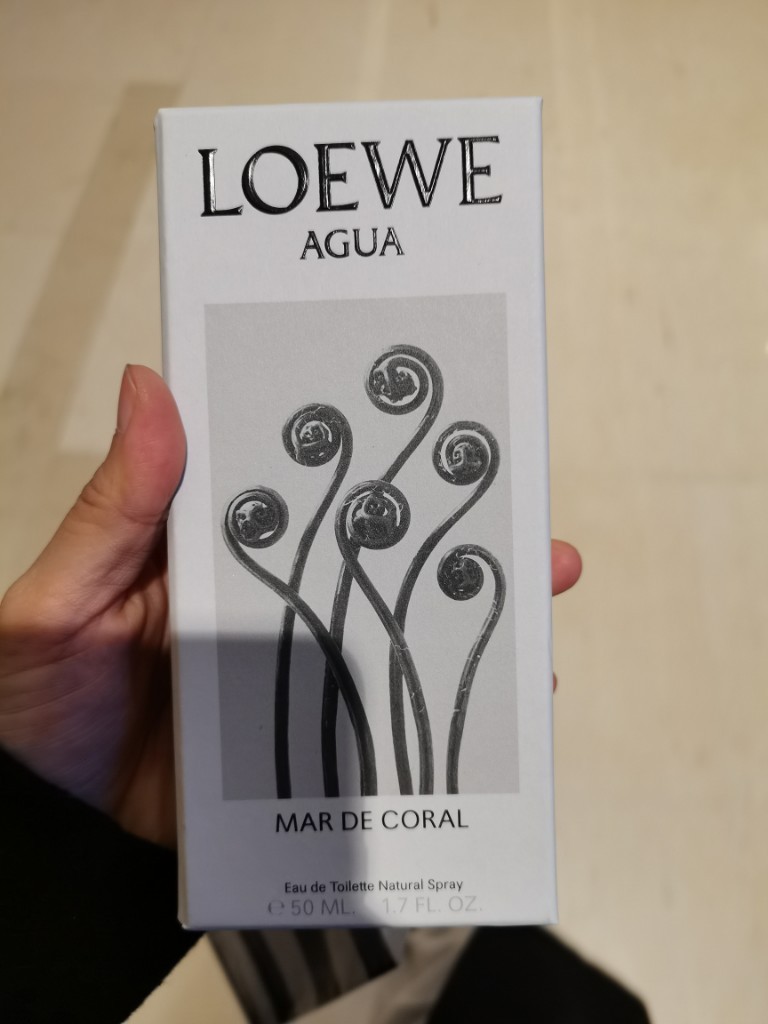 LOEWE
AGUA
MAR DE CORAL
Eau de Toilette Natural Spray
℮ 50 ML. 1.7 FL. OZ.